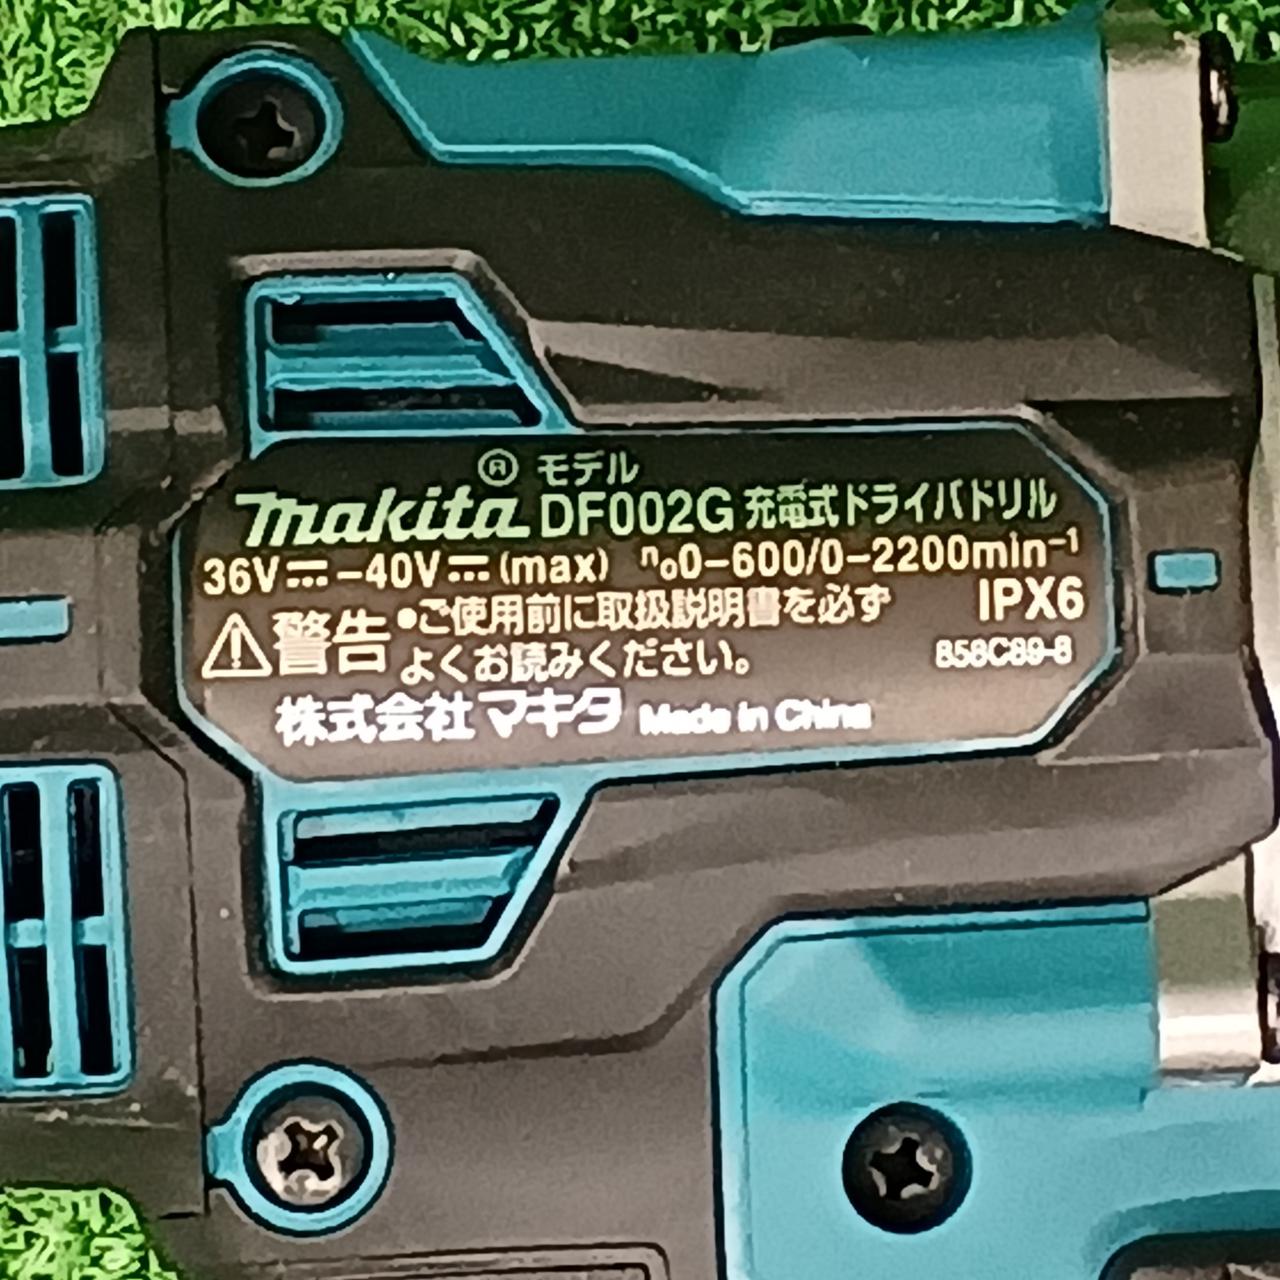 ® モデル
makita DF002G 充電式ドライバドリル
36V⎓-40V⎓(max) n₀0-600/0-2200min⁻¹
⚠警告 •ご使用前に取扱説明書を必ず IPX6
よくお読みください。 858C89-8
株式会社マキタ Made in China